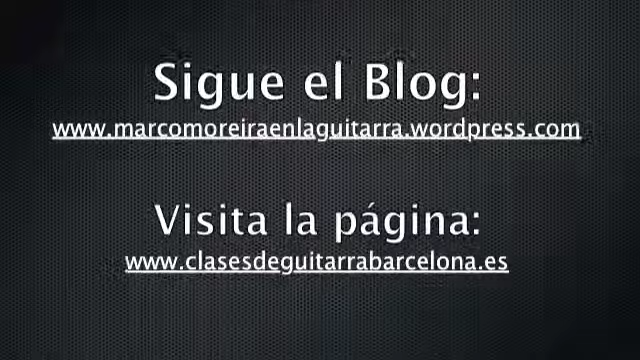 Sigue el Blog:
www.marcomoreiraenlaguitarra.wordpress.com
Visita la página:
www.clasesdeguitarrabarcelona.es